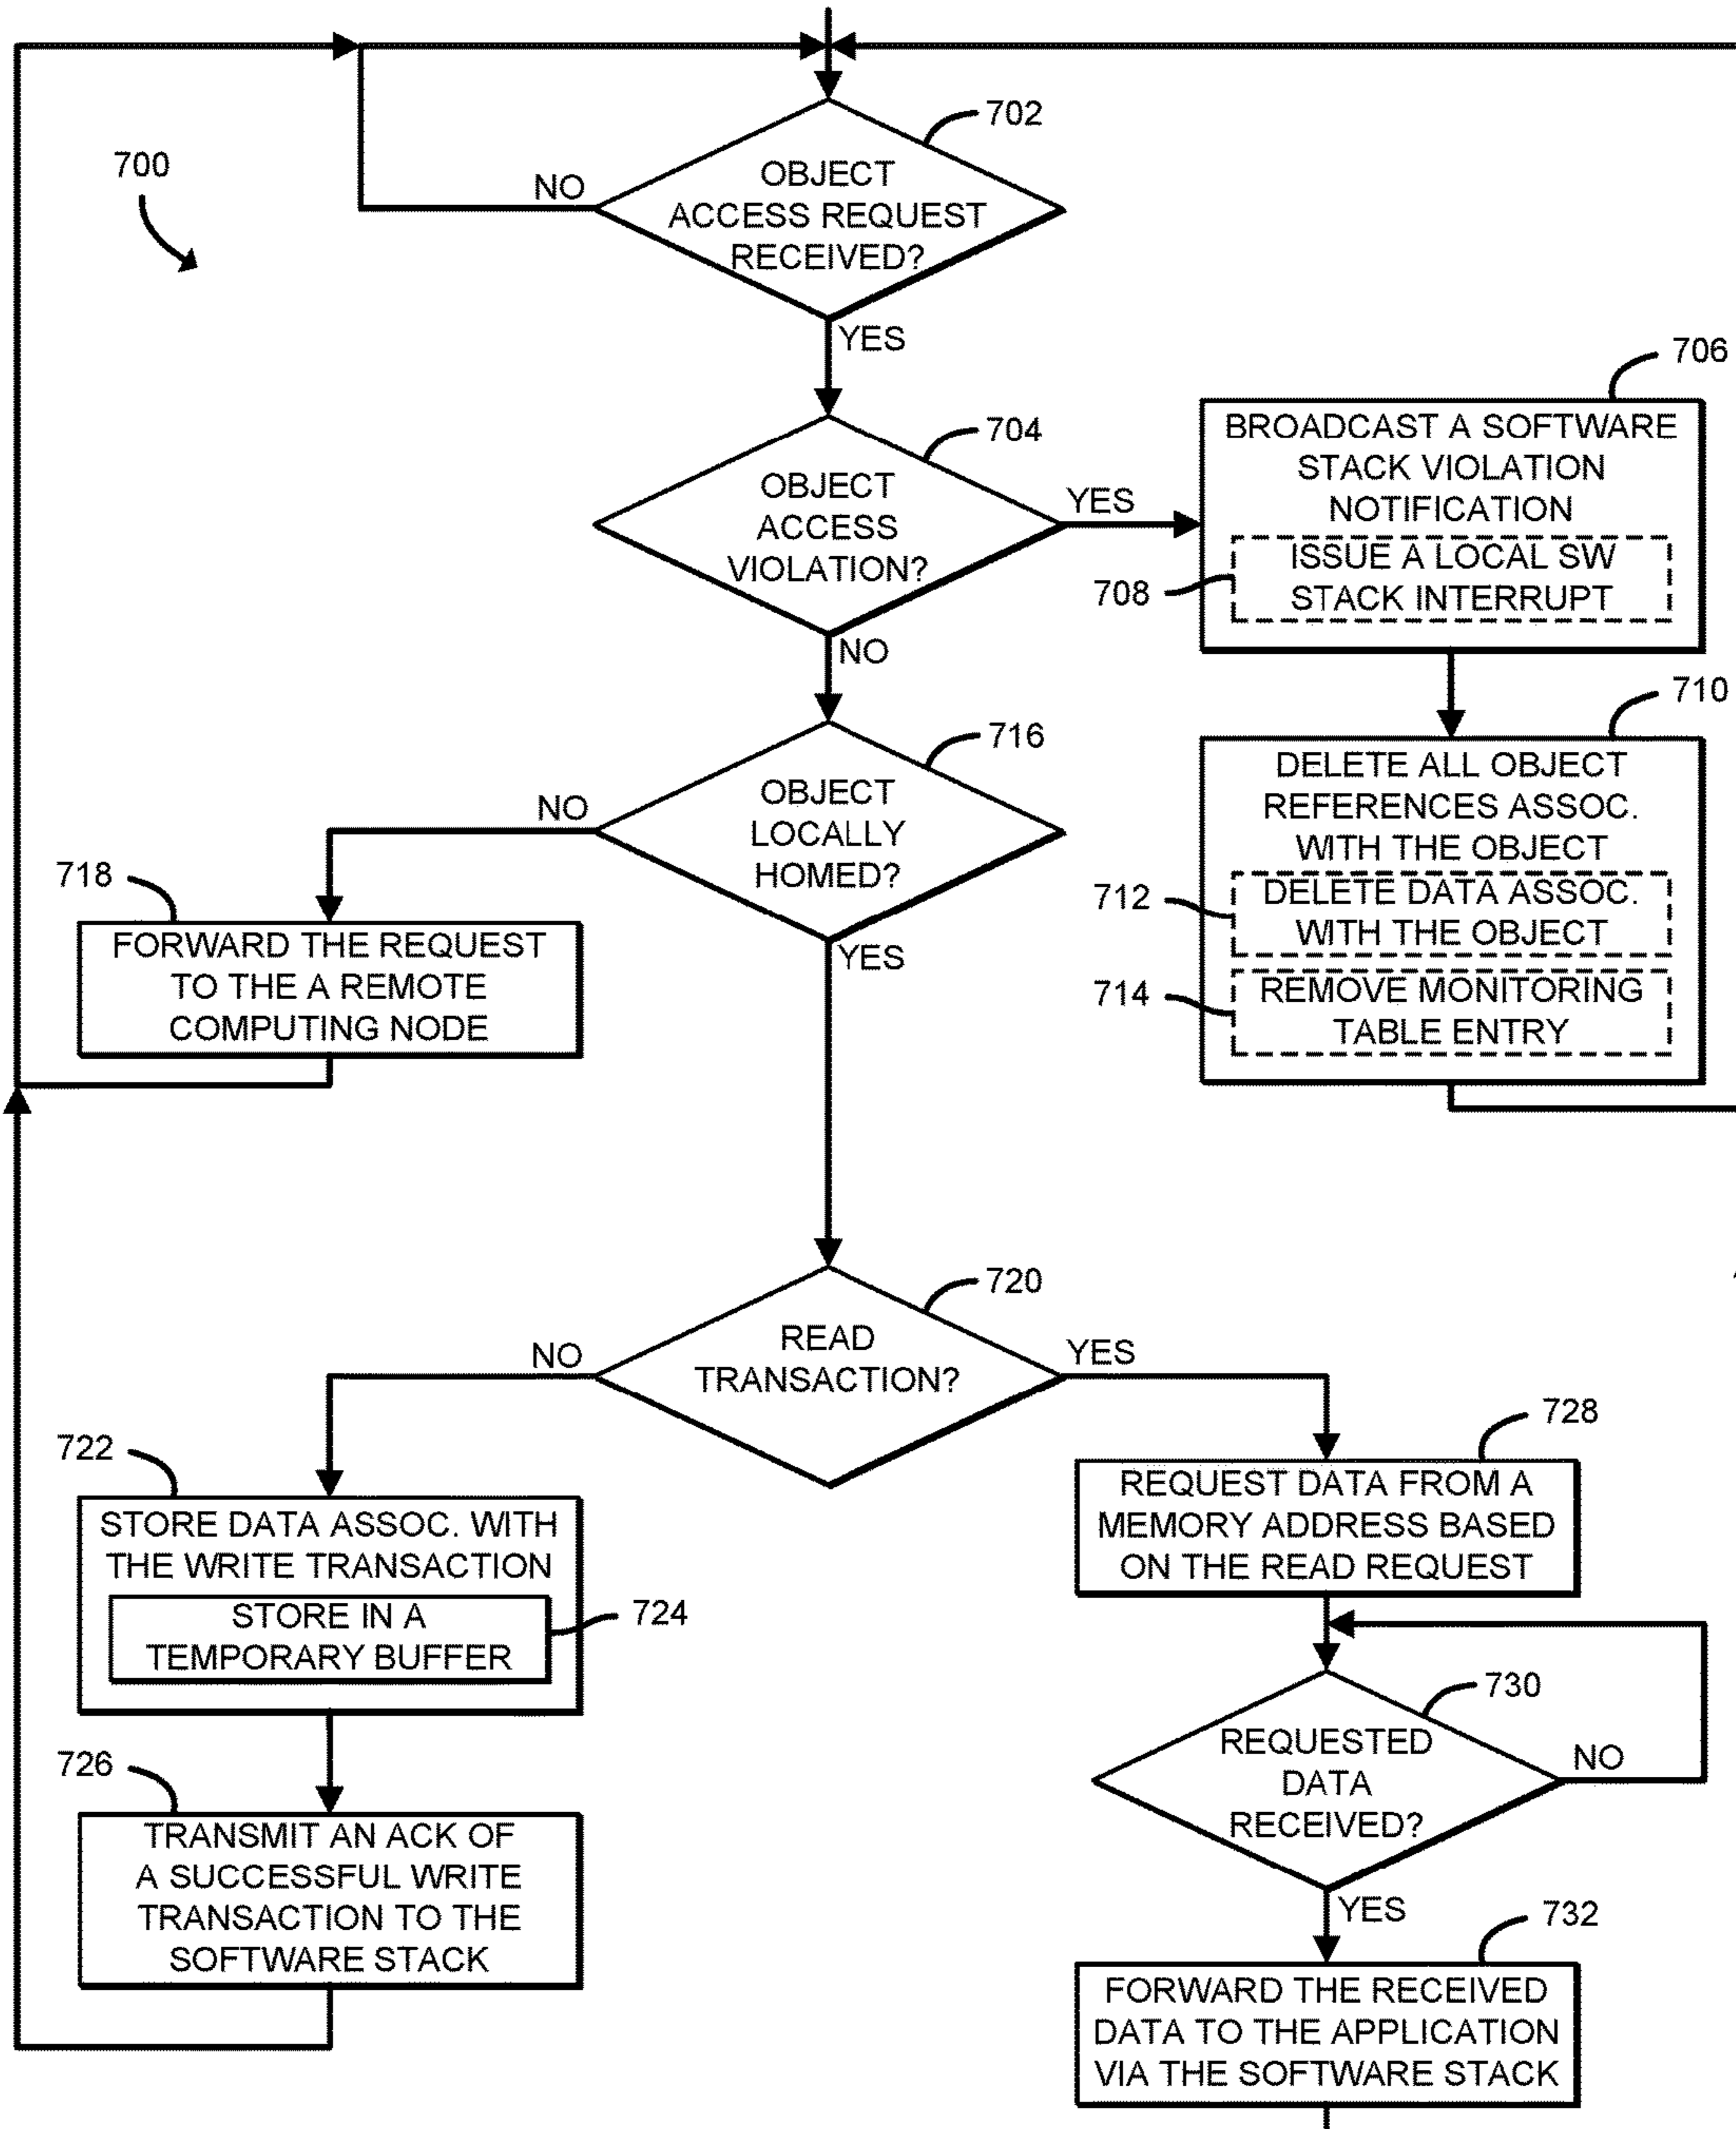 702
700
NO
OBJECT
ACCESS REQUEST
RECEIVED?
YES
706
704
OBJECT
ACCESS
VIOLATION?
YES
BROADCAST A SOFTWARE
STACK VIOLATION
NOTIFICATION
708
ISSUE A LOCAL SW
STACK INTERRUPT
NO
710
716
NO
OBJECT
LOCALLY
HOMED?
YES
DELETE ALL OBJECT
REFERENCES ASSOC.
WITH THE OBJECT
712
DELETE DATA ASSOC.
WITH THE OBJECT
714
REMOVE MONITORING
TABLE ENTRY
718
FORWARD THE REQUEST
TO THE A REMOTE
COMPUTING NODE
720
NO
READ
TRANSACTION?
YES
722
STORE DATA ASSOC. WITH
THE WRITE TRANSACTION
STORE IN A
TEMPORARY BUFFER
724
728
REQUEST DATA FROM A
MEMORY ADDRESS BASED
ON THE READ REQUEST
730
REQUESTED
DATA
RECEIVED?
NO
YES
726
TRANSMIT AN ACK OF
A SUCCESSFUL WRITE
TRANSACTION TO THE
SOFTWARE STACK
732
FORWARD THE RECEIVED
DATA TO THE APPLICATION
VIA THE SOFTWARE STACK